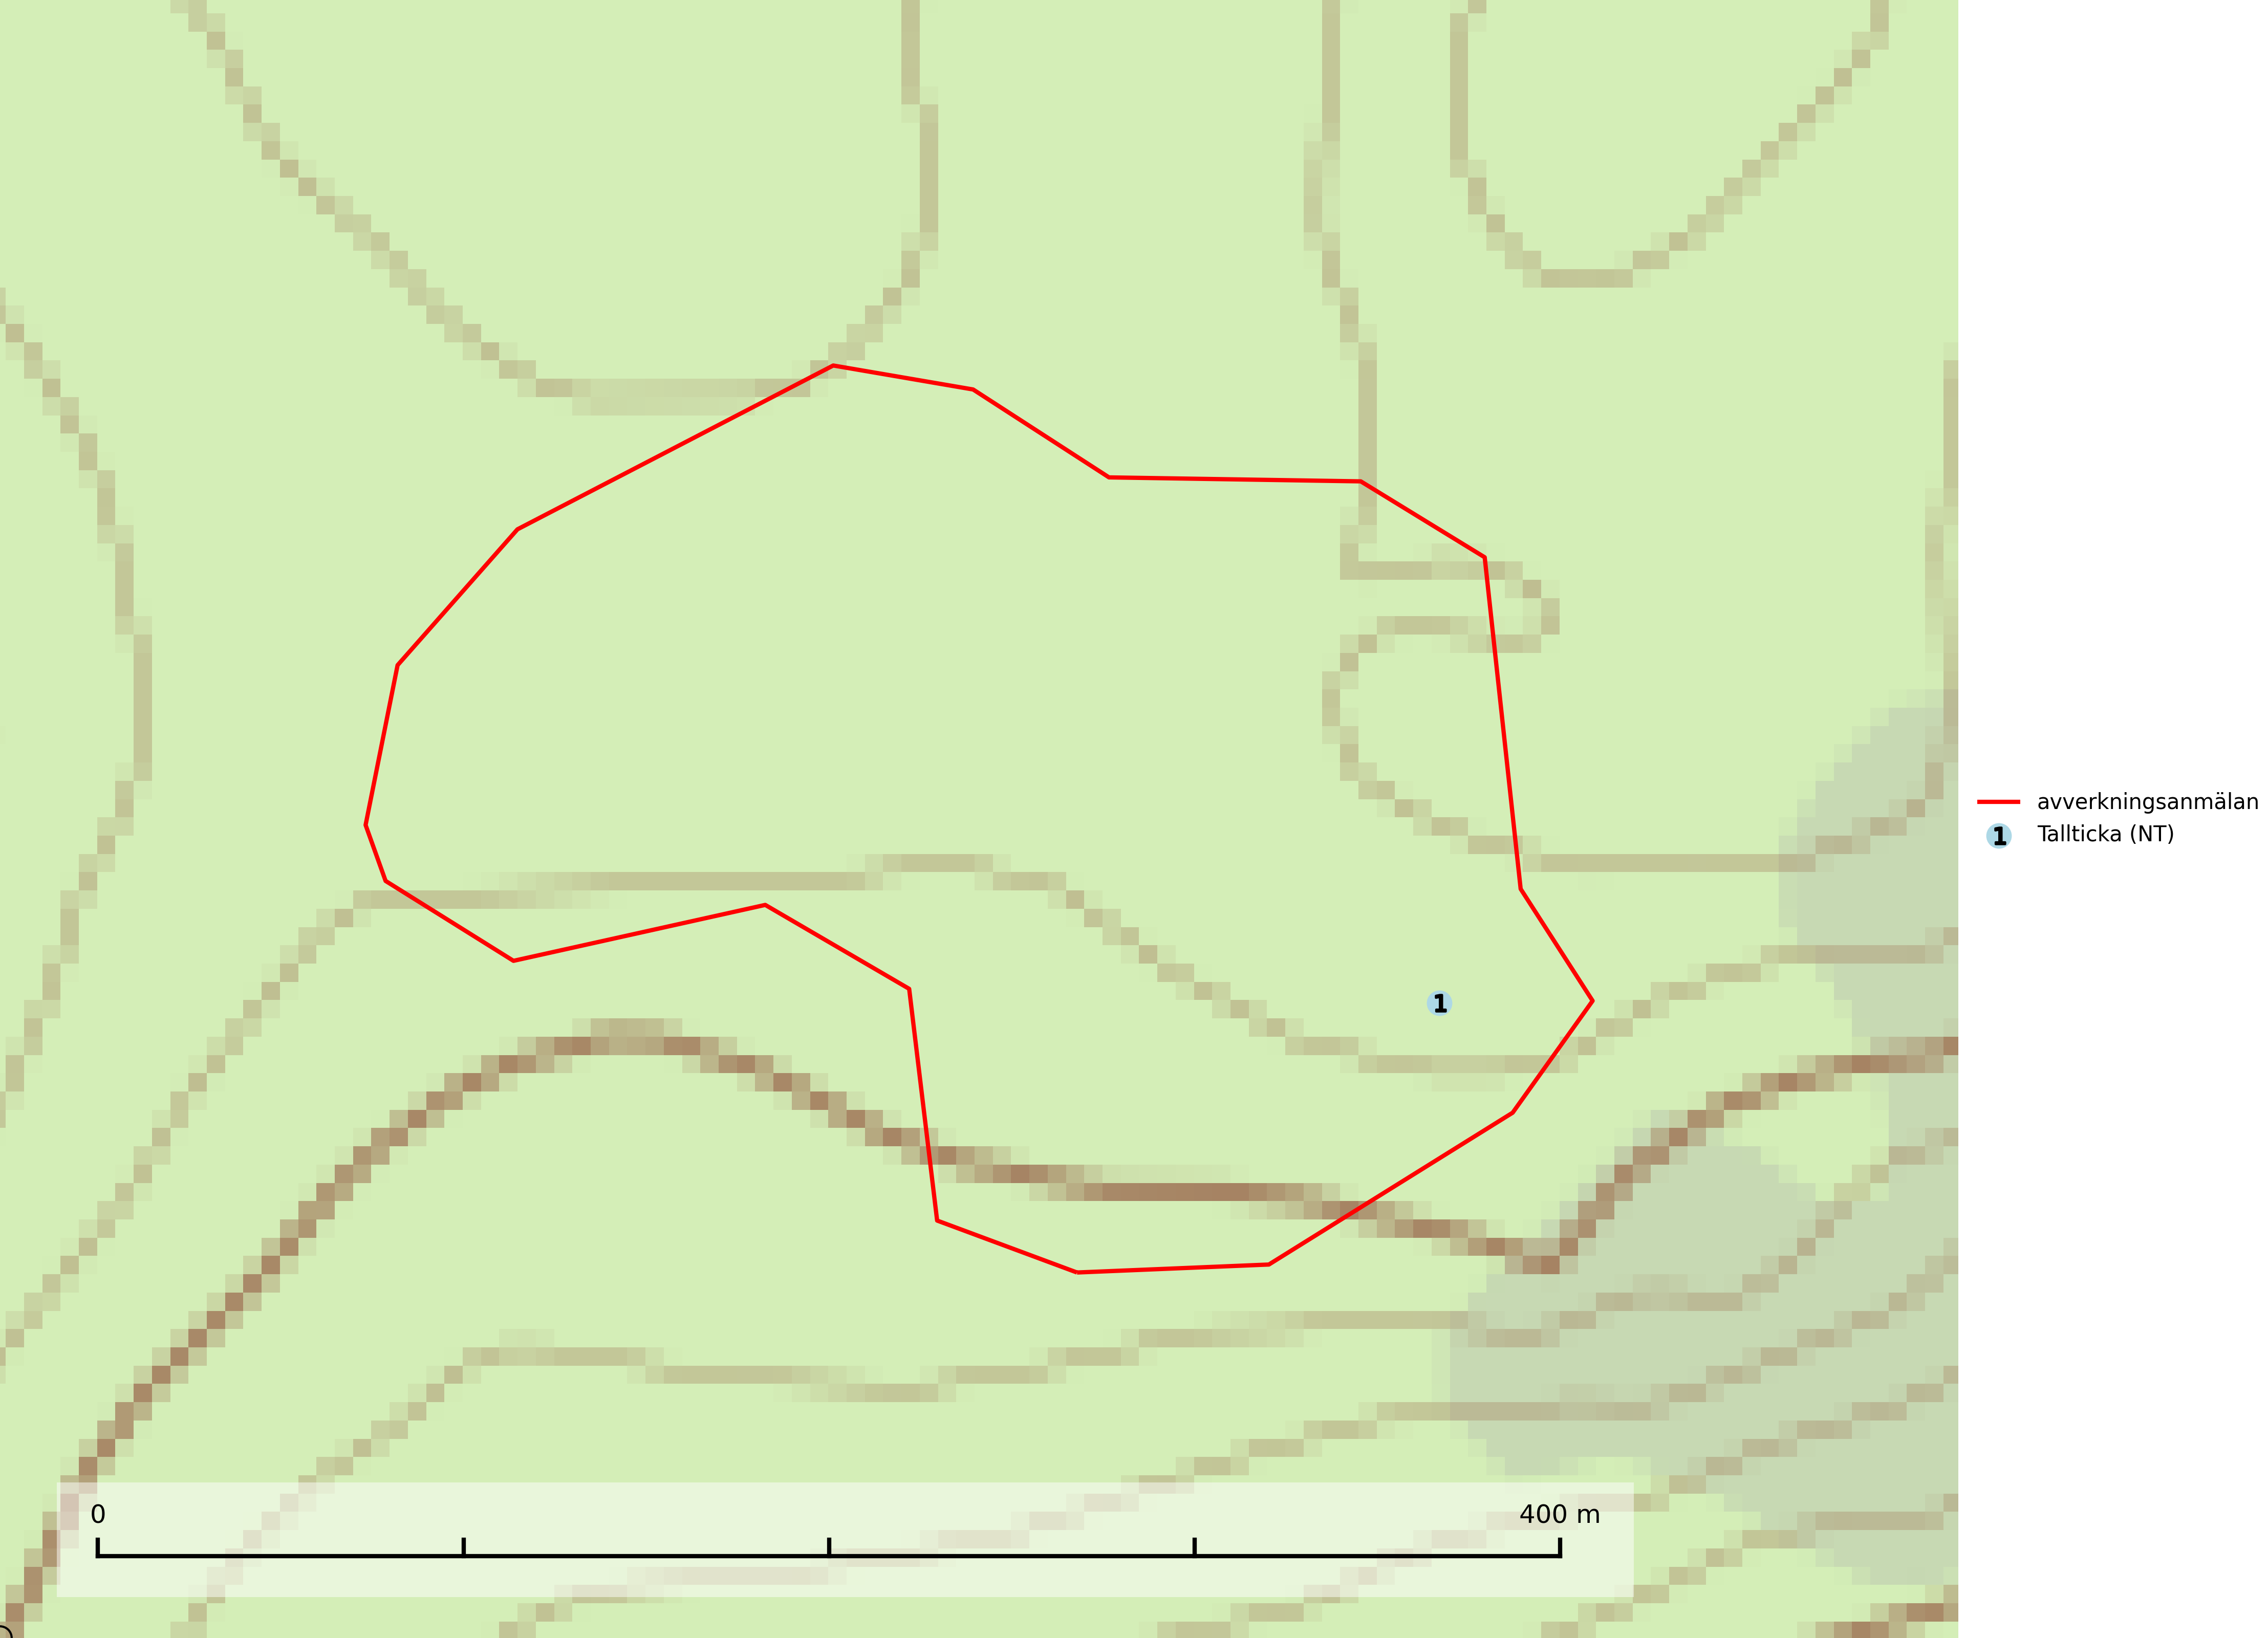 avverkningsanmälan
1 Tallticka (NT)
1
0 400 m